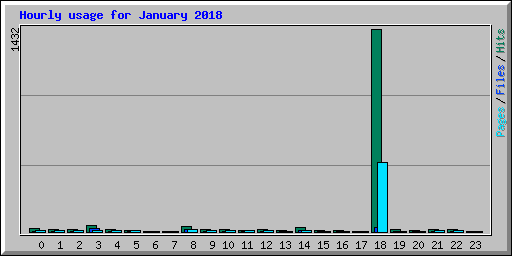 Hourly usage for January 2018
1432
Pages/Files/Hits
0 1 2 3 4 5 6 7 8 9 10 11 12 13 14 15 16 17 18 19 20 21 22 23